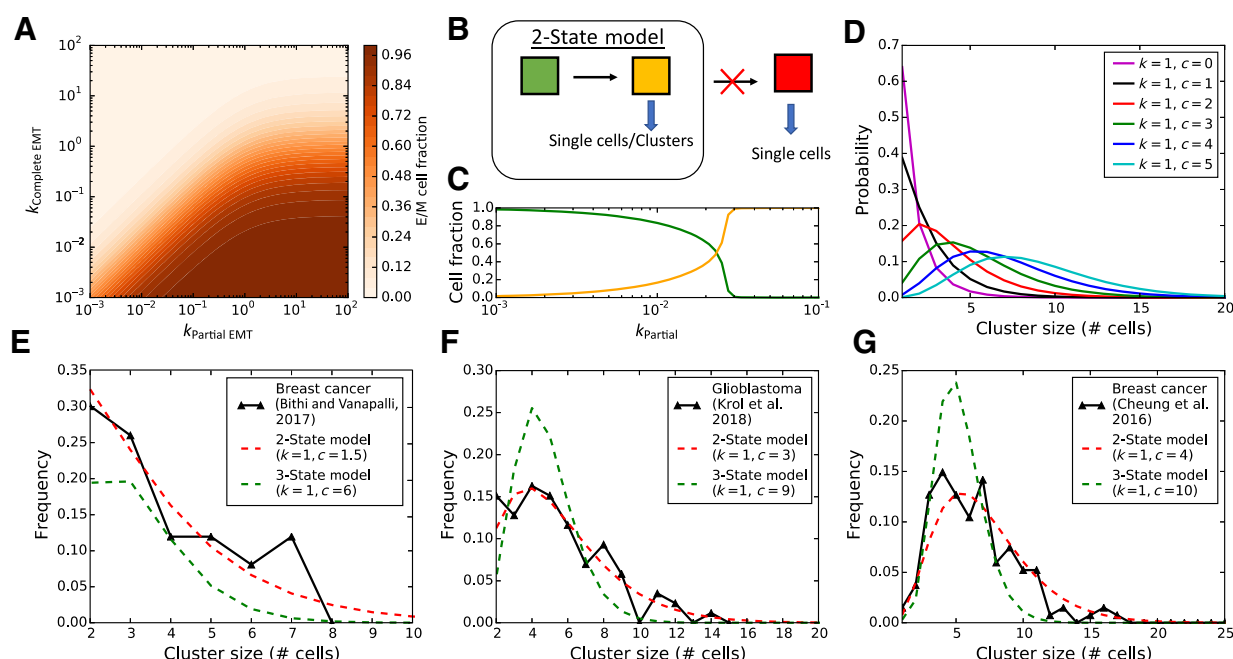 A
10²
10¹
10⁰
10⁻¹
10⁻²
10⁻³
k Complete EMT
10⁻³ 10⁻² 10⁻¹ 10⁰ 10¹ 10²
k Partial EMT
0.96
0.84
0.72
0.60
0.48
0.36
0.24
0.12
0.00
E/M cell fraction
B
2-State model
Single cells/Clusters
Single cells
C
1.0
0.8
0.6
0.4
0.2
0.0
Cell fraction
10⁻³ 10⁻² 10⁻¹
k Partial
D
0.7
0.6
0.5
0.4
0.3
0.2
0.1
0.0
Probability
k=1, c=0
k=1, c=1
k=1, c=2
k=1, c=3
k=1, c=4
k=1, c=5
5 10 15 20
Cluster size (# cells)
E
0.35
0.30
0.25
0.20
0.15
0.10
0.05
0.00
Frequency
Breast cancer
(Bithi and Vanapalli,
2017)
2-State model
(k=1, c=1.5)
3-State model
(k=1, c=6)
2 3 4 5 6 7 8 9 10
Cluster size (# cells)
F
0.30
0.25
0.20
0.15
0.10
0.05
0.00
Frequency
Glioblastoma
(Krol et al.
2018)
2-State model
(k=1, c=3)
3-State model
(k=1, c=9)
2 4 6 8 10 12 14 16 18 20
Cluster size (# cells)
G
0.25
0.20
0.15
0.10
0.05
0.00
Frequency
Breast cancer
(Cheung et al.
2016)
2-State model
(k=1, c=4)
3-State model
(k=1, c=10)
5 10 15 20 25
Cluster size (# cells)